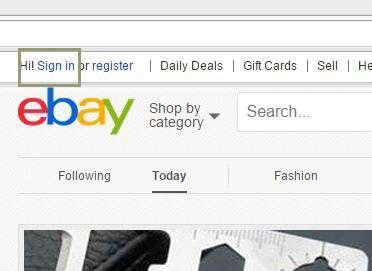 Hi! Sign in or register | Daily Deals | Gift Cards | Sell | He
ebay
Shop by
category
Search...
Following Today Fashion